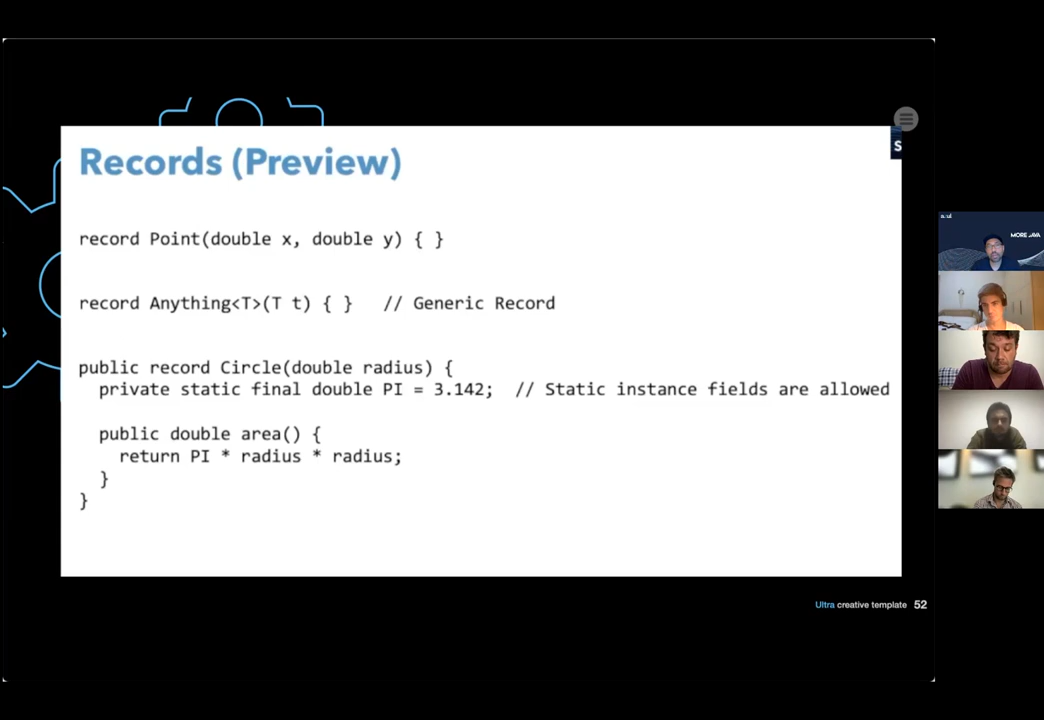 Records (Preview)
S
record Point(double x, double y) { }
record Anything<T>(T t) { }   // Generic Record
public record Circle(double radius) {
  private static final double PI = 3.142;  // Static instance fields are allowed
  public double area() {
    return PI * radius * radius;
  }
}
MORE JAVA
Ultra creative template 52